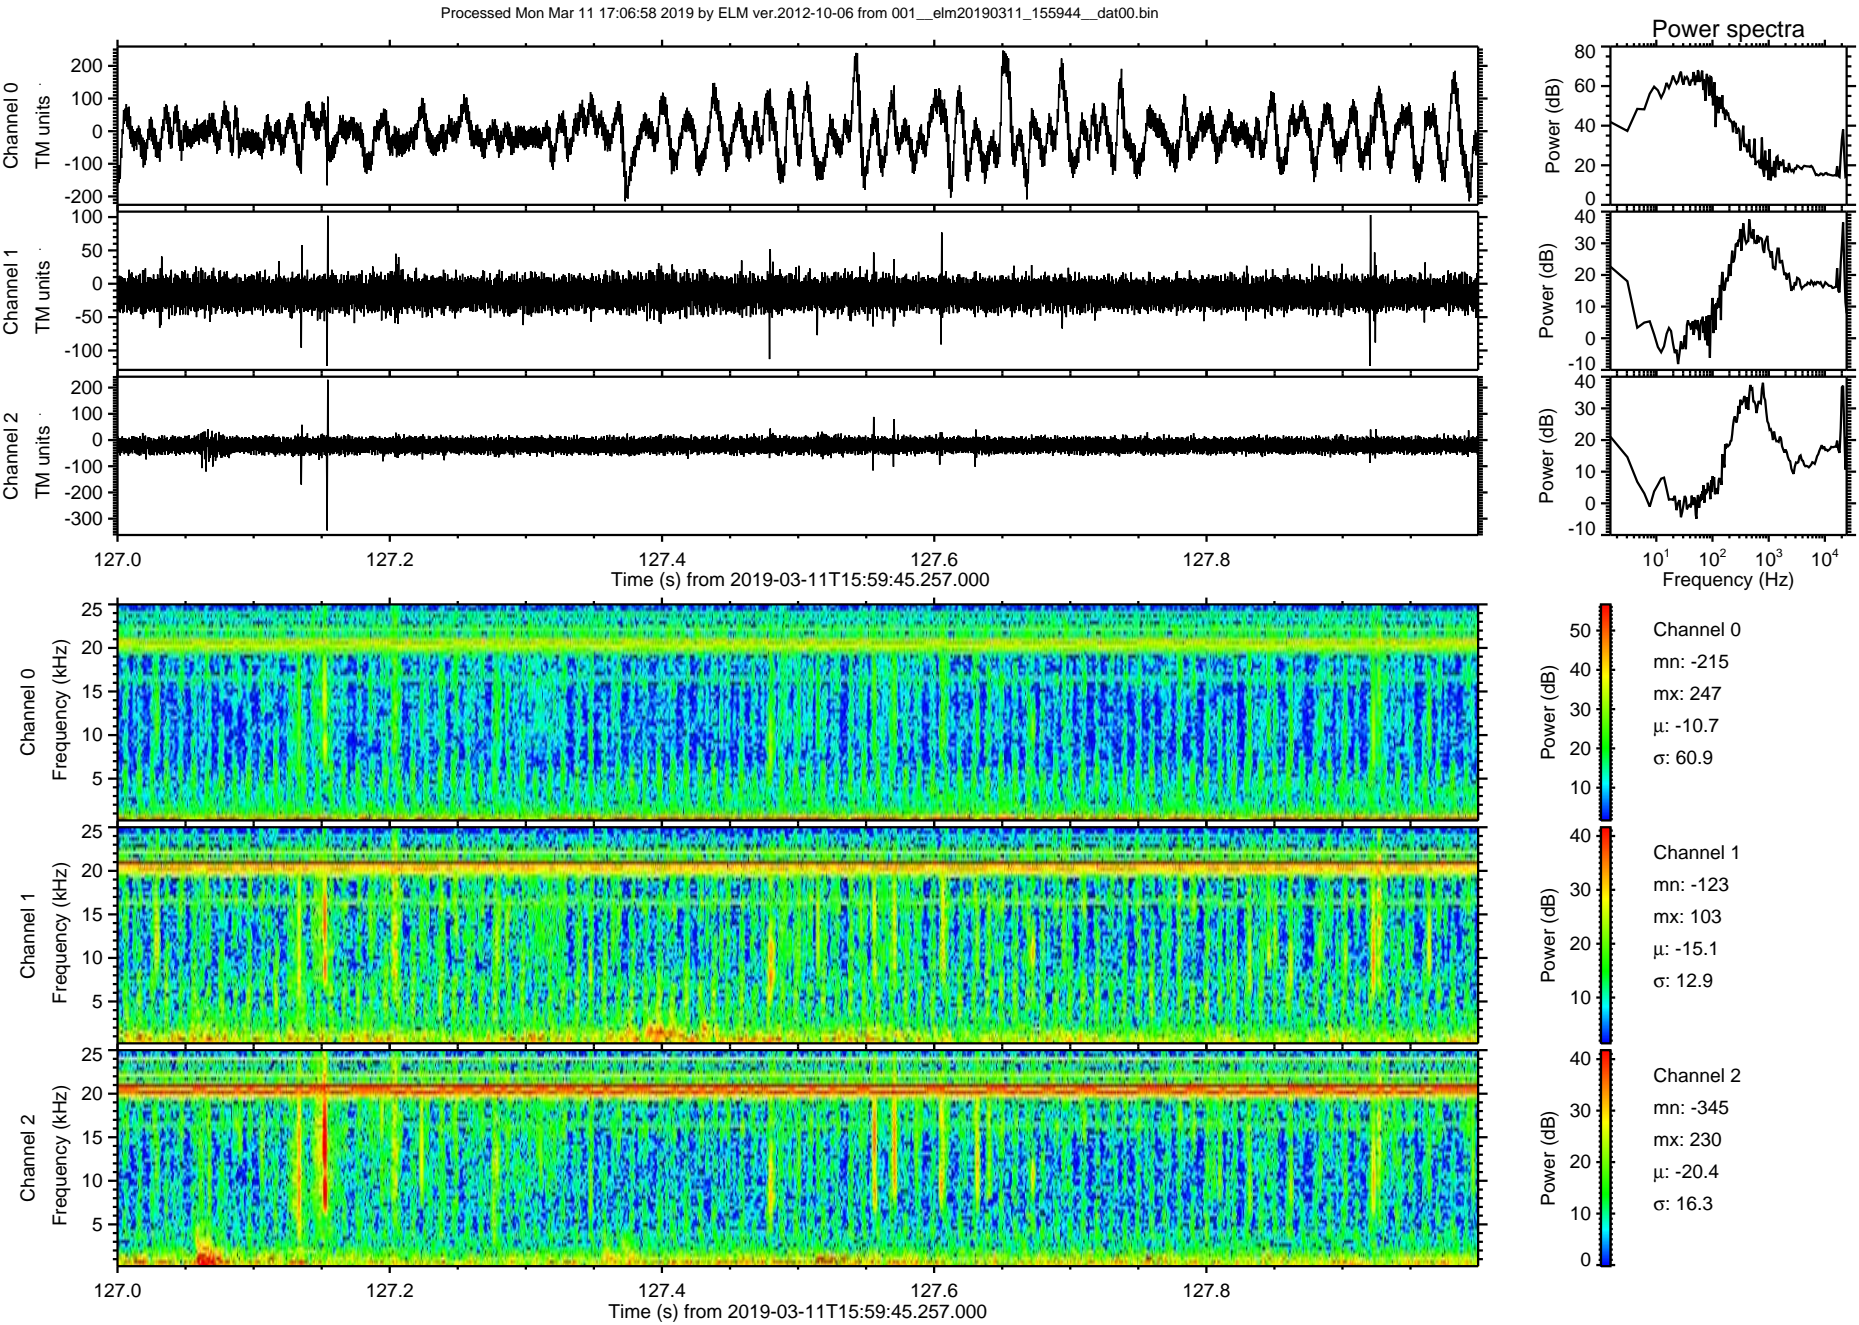 Processed Mon Mar 11 17:06:58 2019 by ELM ver.2012-10-06 from 001__elm20190311_155944__dat00.bin
Power spectra
Channel 0
TM units
200
100
0
-100
-200
Power (dB)
80
60
40
20
0
Channel 1
TM units
100
50
0
-50
-100
Power (dB)
40
30
20
10
0
-10
Channel 2
TM units
200
100
0
-100
-200
-300
Power (dB)
40
30
20
10
0
-10
127.0 127.2 127.4 127.6 127.8
Time (s) from 2019-03-11T15:59:45.257.000
10¹ 10² 10³ 10⁴
Frequency (Hz)
Channel 0
Frequency (kHz)
25
20
15
10
5
Power (dB)
50
40
30
20
10
Channel 0
mn: -215
mx: 247
μ: -10.7
σ: 60.9
Channel 1
Frequency (kHz)
25
20
15
10
5
Power (dB)
40
30
20
10
Channel 1
mn: -123
mx: 103
μ: -15.1
σ: 12.9
Channel 2
Frequency (kHz)
25
20
15
10
5
Power (dB)
40
30
20
10
0
Channel 2
mn: -345
mx: 230
μ: -20.4
σ: 16.3
127.0 127.2 127.4 127.6 127.8
Time (s) from 2019-03-11T15:59:45.257.000